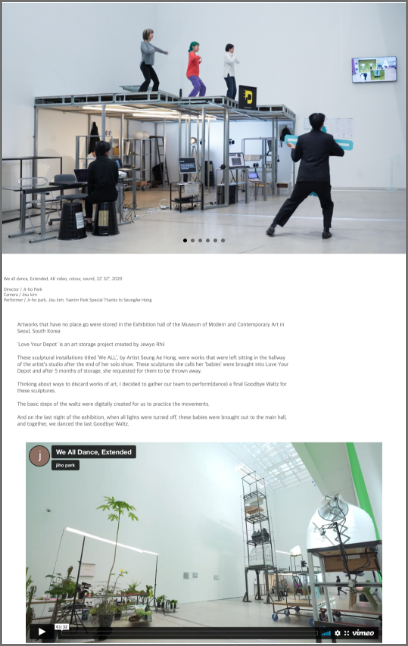 We all dance, Extended, 4K video, colour, sound, 10' 10", 2020
Director / Ji-ho Park
Camera / Jisu kim
Performer / Ji-ho park, Jisu kim, Special Thanks to Seungae Hong
Artworks that have no place go were stored in the Exhibition hall of the Museum of Modern and Contemporary Art in
Seoul, South Korea
'Love Your Depot' is an art storage project created by Jewyo Rhii
These sculptural installations titled 'We ALL', by Artist Seung Ae Hong, were works that were left sitting in the hallway
of the artist's studio after the end of her solo show. These sculptures she calls her 'babies' were brought into Love Your
Depot and after 5 months of storage, she requested for them to be thrown away.
Thinking about ways to discard works of art, I decided to gather our team to perform(dance) a final Goodbye Waltz for
these sculptures.
The basic steps of the waltz were digitally created for us to practice the movements.
And on the last night of the exhibition, when all lights were turned off, these babies were brought out to the main hall,
and together, we danced the last Goodbye Waltz.
j
We All Dance, Extended
jiho park
vimeo